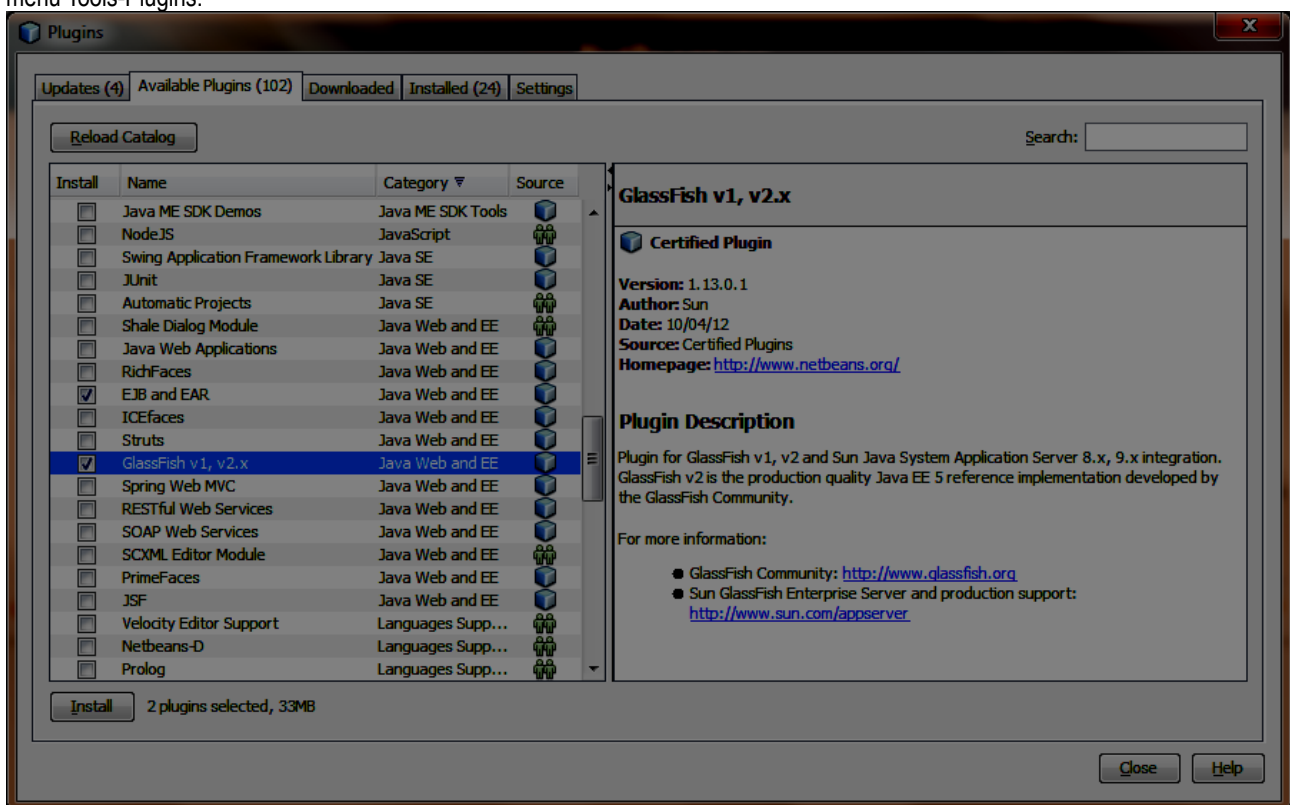 menu Tools-Plugins.
Plugins
Updates (4) Available Plugins (102) Downloaded Installed (24) Settings
Reload Catalog Search:
Install Name Category Source
Java ME SDK Demos Java ME SDK Tools
NodeJS JavaScript
Swing Application Framework Library Java SE
JUnit Java SE
Automatic Projects Java SE
Shale Dialog Module Java Web and EE
Java Web Applications Java Web and EE
RichFaces Java Web and EE
EJB and EAR Java Web and EE
ICEfaces Java Web and EE
Struts Java Web and EE
GlassFish v1, v2.x Java Web and EE
Spring Web MVC Java Web and EE
RESTful Web Services Java Web and EE
SOAP Web Services Java Web and EE
SCXML Editor Module Java Web and EE
PrimeFaces Java Web and EE
JSF Java Web and EE
Velocity Editor Support Languages Supp...
Netbeans-D Languages Supp...
Prolog Languages Supp...
GlassFish v1, v2.x
Certified Plugin
Version: 1.13.0.1
Author: Sun
Date: 10/04/12
Source: Certified Plugins
Homepage: http://www.netbeans.org/
Plugin Description
Plugin for GlassFish v1, v2 and Sun Java System Application Server 8.x, 9.x integration.
GlassFish v2 is the production quality Java EE 5 reference implementation developed by
the GlassFish Community.
For more information:
● GlassFish Community: http://www.glassfish.org
● Sun GlassFish Enterprise Server and production support:
http://www.sun.com/appserver
Install 2 plugins selected, 33MB
Close Help